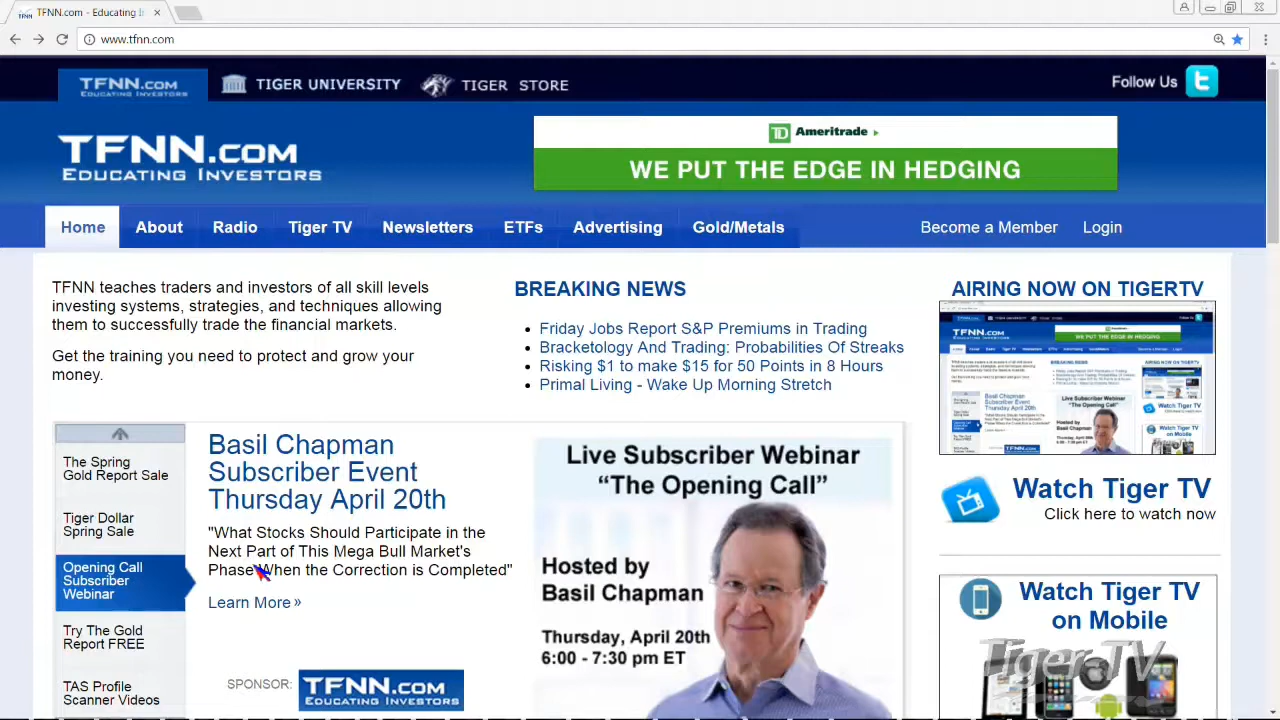 TFNN.com - Educating In
www.tfnn.com
TFNN.COM
EDUCATING INVESTORS
TIGER UNIVERSITY
TIGER STORE
Follow Us
TFNN.COM
EDUCATING INVESTORS
TD Ameritrade
WE PUT THE EDGE IN HEDGING
Home
About
Radio
Tiger TV
Newsletters
ETFs
Advertising
Gold/Metals
Become a Member
Login
TFNN teaches traders and investors of all skill levels
investing systems, strategies, and techniques allowing
them to successfully trade the financial markets.
Get the training you need to reduce risk on your
money.
BREAKING NEWS
Friday Jobs Report S&P Premiums in Trading
Bracketology And Trading: Probabilities Of Streaks
Risking $1 to make $13 for 50 Points in 8 Hours
Primal Living - Wake Up Morning Stretch
AIRING NOW ON TIGERTV
The Spring
Gold Report Sale
Tiger Dollar
Spring Sale
Opening Call
Subscriber
Webinar
Try The Gold
Report FREE
TAS Profile
Scanner Videos
Basil Chapman
Subscriber Event
Thursday April 20th
"What Stocks Should Participate in the
Next Part of This Mega Bull Market's
Phase When the Correction is Completed"
Learn More »
SPONSOR:
TFNN.COM
EDUCATING INVESTORS
Live Subscriber Webinar
“The Opening Call”
Hosted by
Basil Chapman
Thursday, April 20th
6:00 - 7:30 pm ET
Watch Tiger TV
Click here to watch now
Watch Tiger TV
on Mobile
Tiger TV